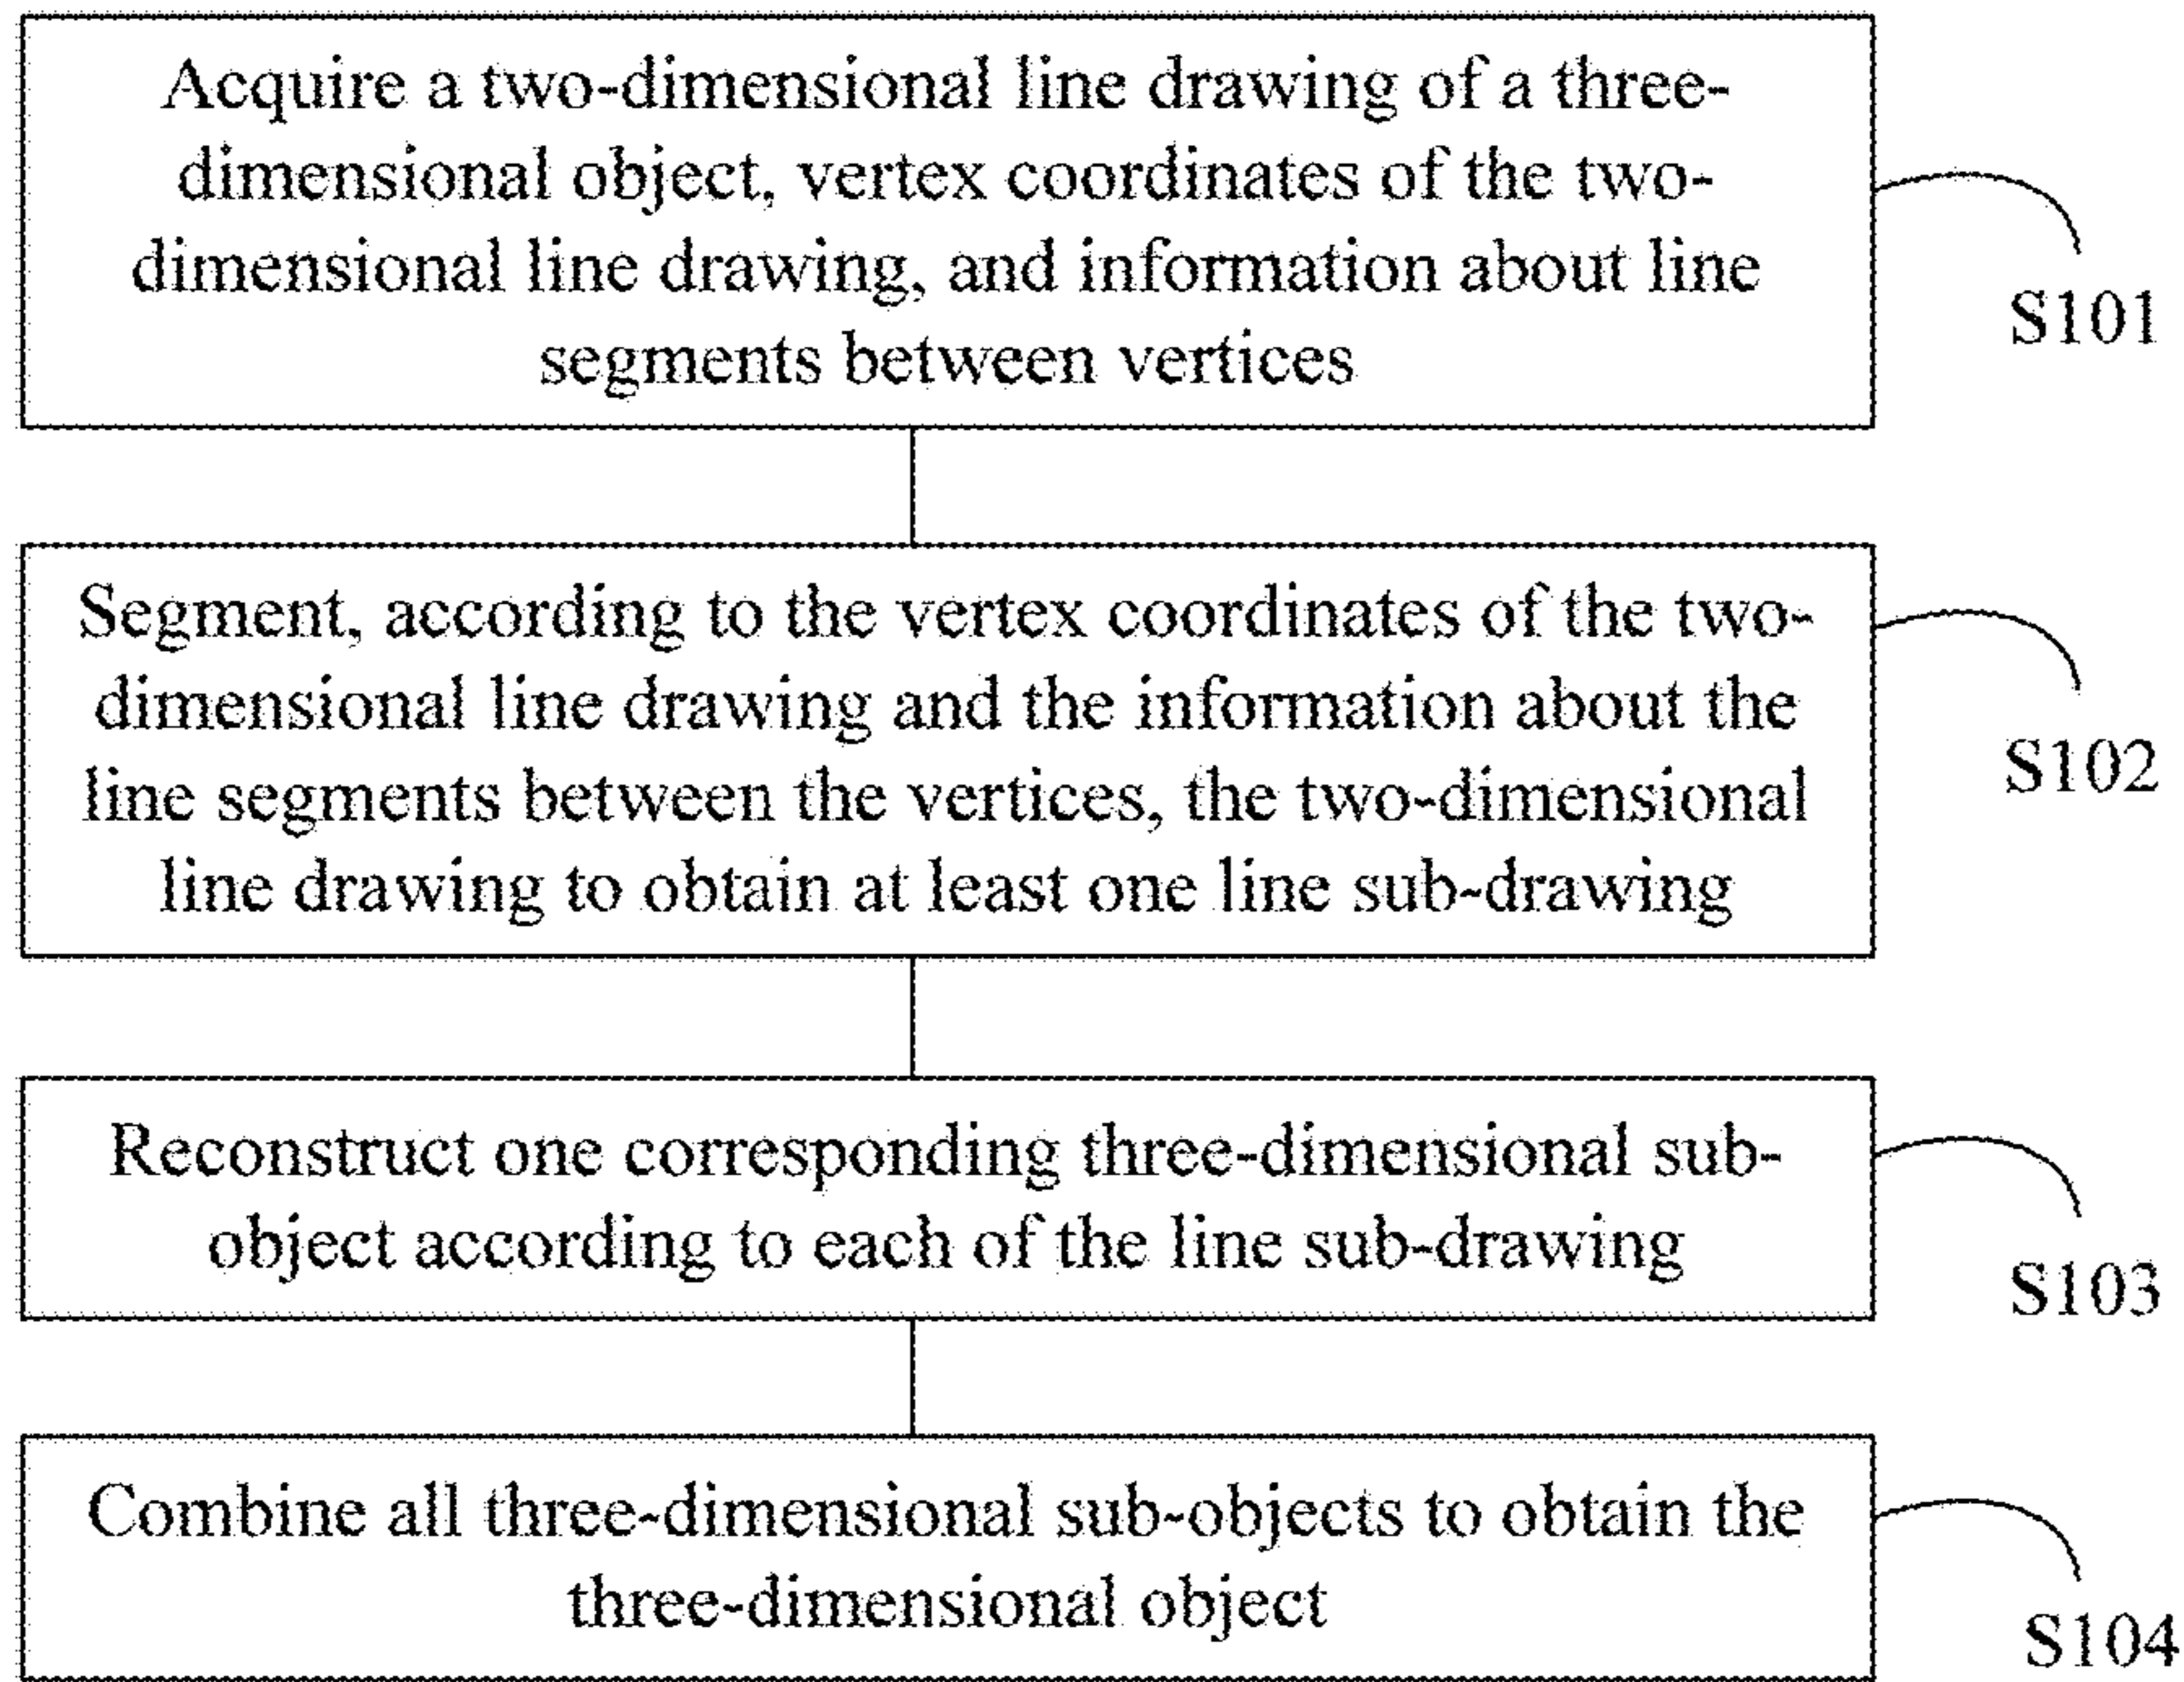 Acquire a two-dimensional line drawing of a three-
dimensional object, vertex coordinates of the two-
dimensional line drawing, and information about line
segments between vertices
S101
Segment, according to the vertex coordinates of the two-
dimensional line drawing and the information about the
line segments between the vertices, the two-dimensional
line drawing to obtain at least one line sub-drawing
S102
Reconstruct one corresponding three-dimensional sub-
object according to each of the line sub-drawing
S103
Combine all three-dimensional sub-objects to obtain the
three-dimensional object
S104